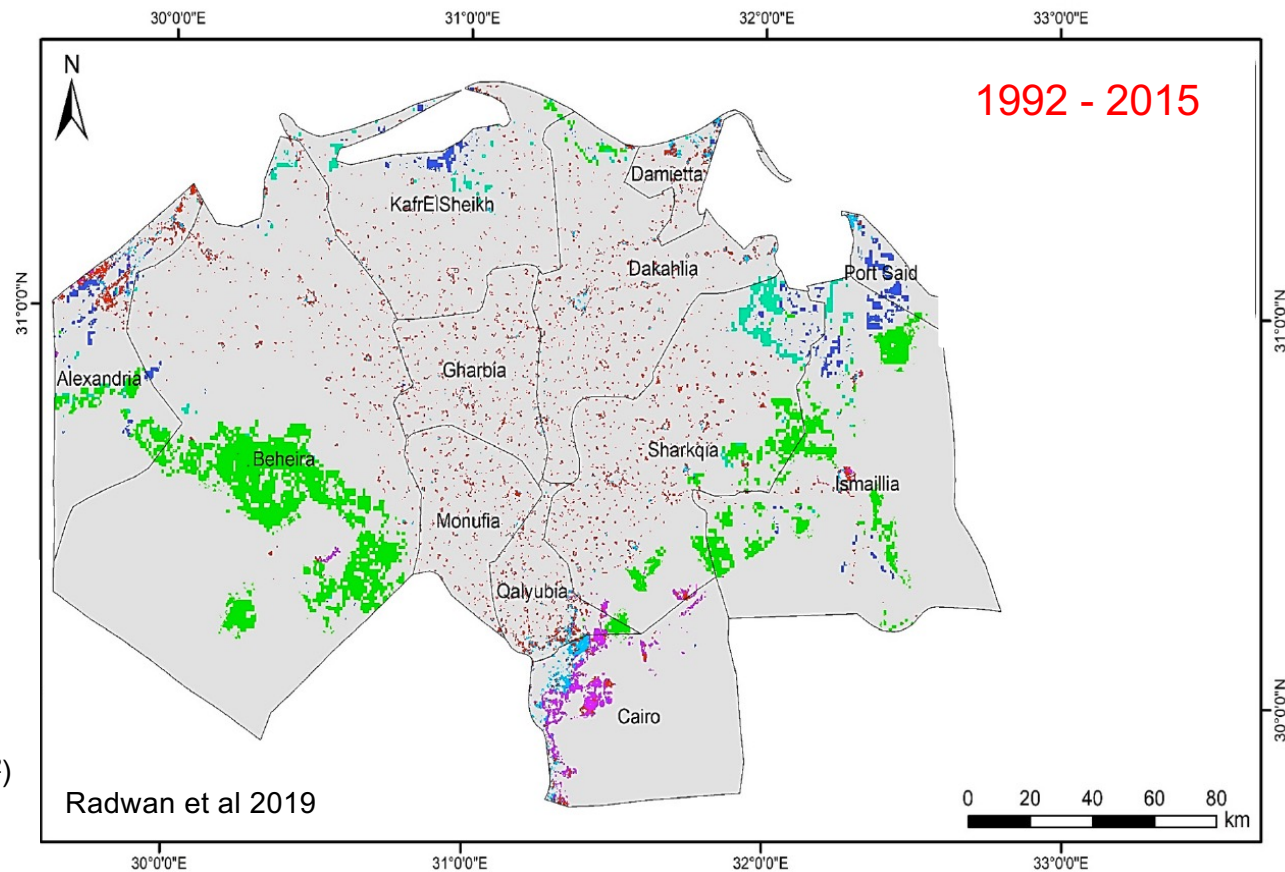 30°0'0"E 31°0'0"E 32°0'0"E 33°0'0"E
N
1992 - 2015
Damietta
KafrElSheikh
Dakahlia
Port Said
31°0'0"N
31°0'0"N
Gharbia
Alexandria
Sharkqia
Beheira
Ismaillia
Monufia
Qalyubia
Cairo
30°0'0"N
)
Radwan et al 2019
0 20 40 60 80
km
30°0'0"E 31°0'0"E 32°0'0"E 33°0'0"E